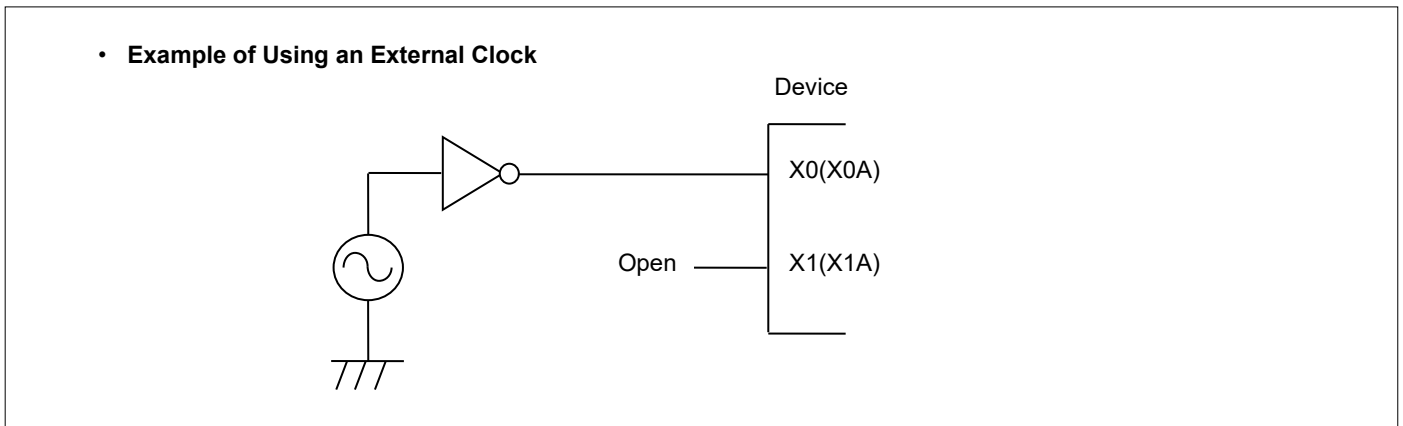 • Example of Using an External Clock
Device
X0(X0A)
Open X1(X1A)